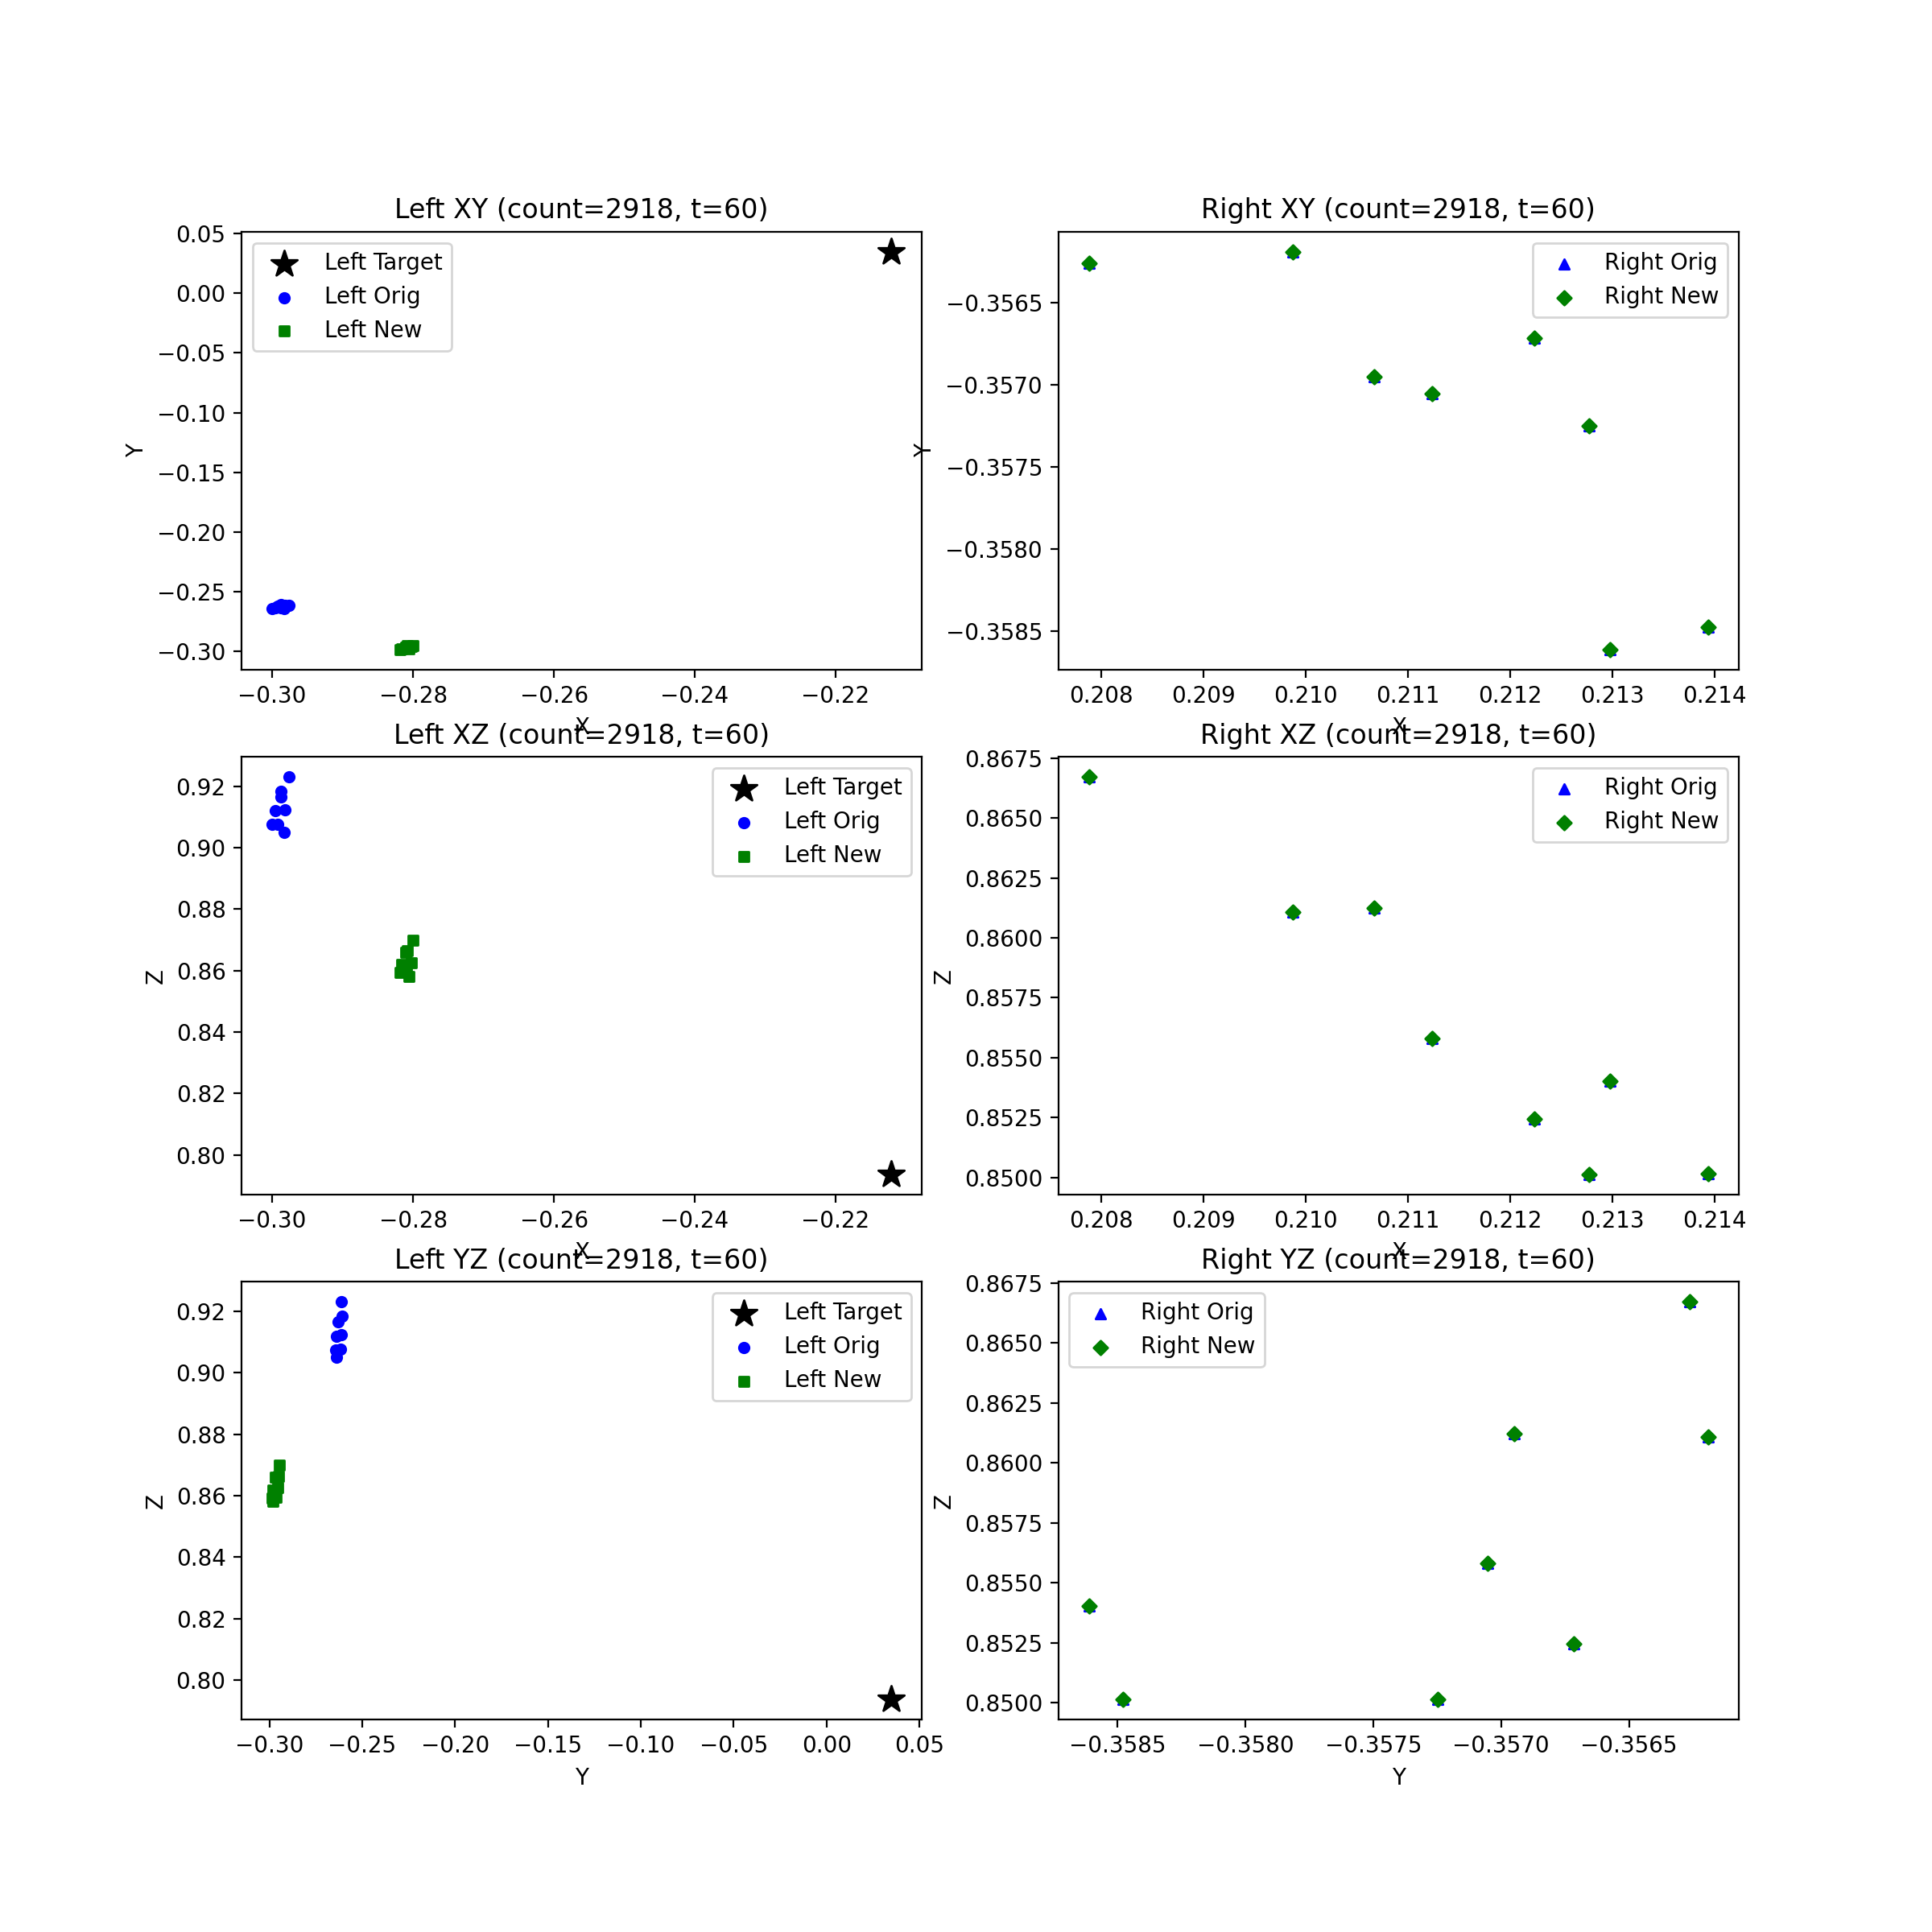 Left XY (count=2918, t=60)
0.05
0.00
−0.05
−0.10
−0.15
−0.20
−0.25
−0.30
Y
Left Target
Left Orig
Left New
−0.30 −0.28 −0.26 −0.24 −0.22
X
Right XY (count=2918, t=60)
−0.3565
−0.3570
−0.3575
−0.3580
−0.3585
Y
Right Orig
Right New
0.208 0.209 0.210 0.211 0.212 0.213 0.214
X
Left XZ (count=2918, t=60)
0.92
0.90
0.88
0.86
0.84
0.82
0.80
Z
Left Target
Left Orig
Left New
−0.30 −0.28 −0.26 −0.24 −0.22
X
Right XZ (count=2918, t=60)
0.8675
0.8650
0.8625
0.8600
0.8575
0.8550
0.8525
0.8500
Z
Right Orig
Right New
0.208 0.209 0.210 0.211 0.212 0.213 0.214
X
Left YZ (count=2918, t=60)
0.92
0.90
0.88
0.86
0.84
0.82
0.80
Z
Left Target
Left Orig
Left New
−0.30 −0.25 −0.20 −0.15 −0.10 −0.05 0.00 0.05
Y
Right YZ (count=2918, t=60)
0.8675
0.8650
0.8625
0.8600
0.8575
0.8550
0.8525
0.8500
Z
Right Orig
Right New
−0.3585 −0.3580 −0.3575 −0.3570 −0.3565
Y